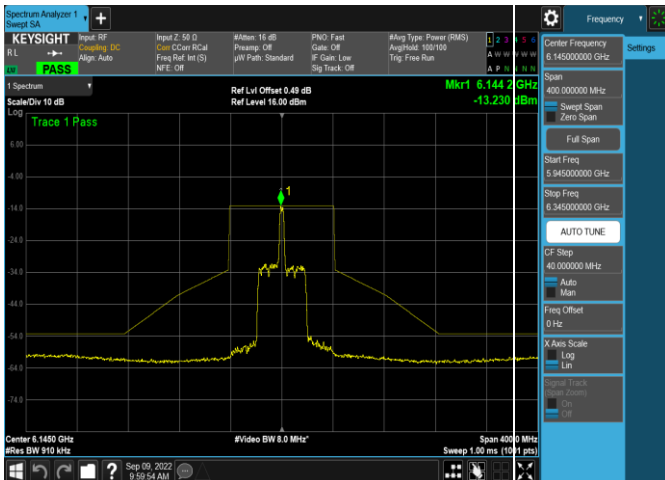 Spectrum Analyzer 1
Swept SA
+
KEYSIGHT
RL
PASS
Input: RF
Coupling: DC
Align: Auto
Input Z: 50 Ω
Corr CCorr RCal
Freq Ref: Int (S)
NFE: Off
#Atten: 16 dB
Preamp: Off
µW Path: Standard
PNO: Fast
Gate: Off
IF Gain: Low
Sig Track: Off
#Avg Type: Power (RMS)
Avg|Hold: 100/100
Trig: Free Run
1 2 3 4 5 6
A W W W W W
A P N N N N
1 Spectrum
Scale/Div 10 dB
Ref Lvl Offset 0.49 dB
Ref Level 16.00 dBm
Mkr1 6.144 2 GHz
-13.230 dBm
Log
Trace 1 Pass
6.00
-4.00
-14.0
-24.0
-34.0
-44.0
-54.0
-64.0
-74.0
1
Center 6.1450 GHz
#Res BW 910 kHz
#Video BW 8.0 MHz*
Span 400.0 MHz
Sweep 1.00 ms (1001 pts)
Sep 09, 2022
9:59:54 AM
?
Frequency
Settings
Center Frequency
6.145000000 GHz
Span
400.000000 MHz
Swept Span
Zero Span
Full Span
Start Freq
5.945000000 GHz
Stop Freq
6.345000000 GHz
AUTO TUNE
CF Step
40.000000 MHz
Auto
Man
Freq Offset
0 Hz
X Axis Scale
Log
Lin
Signal Track
(Span Zoom)
On
Off